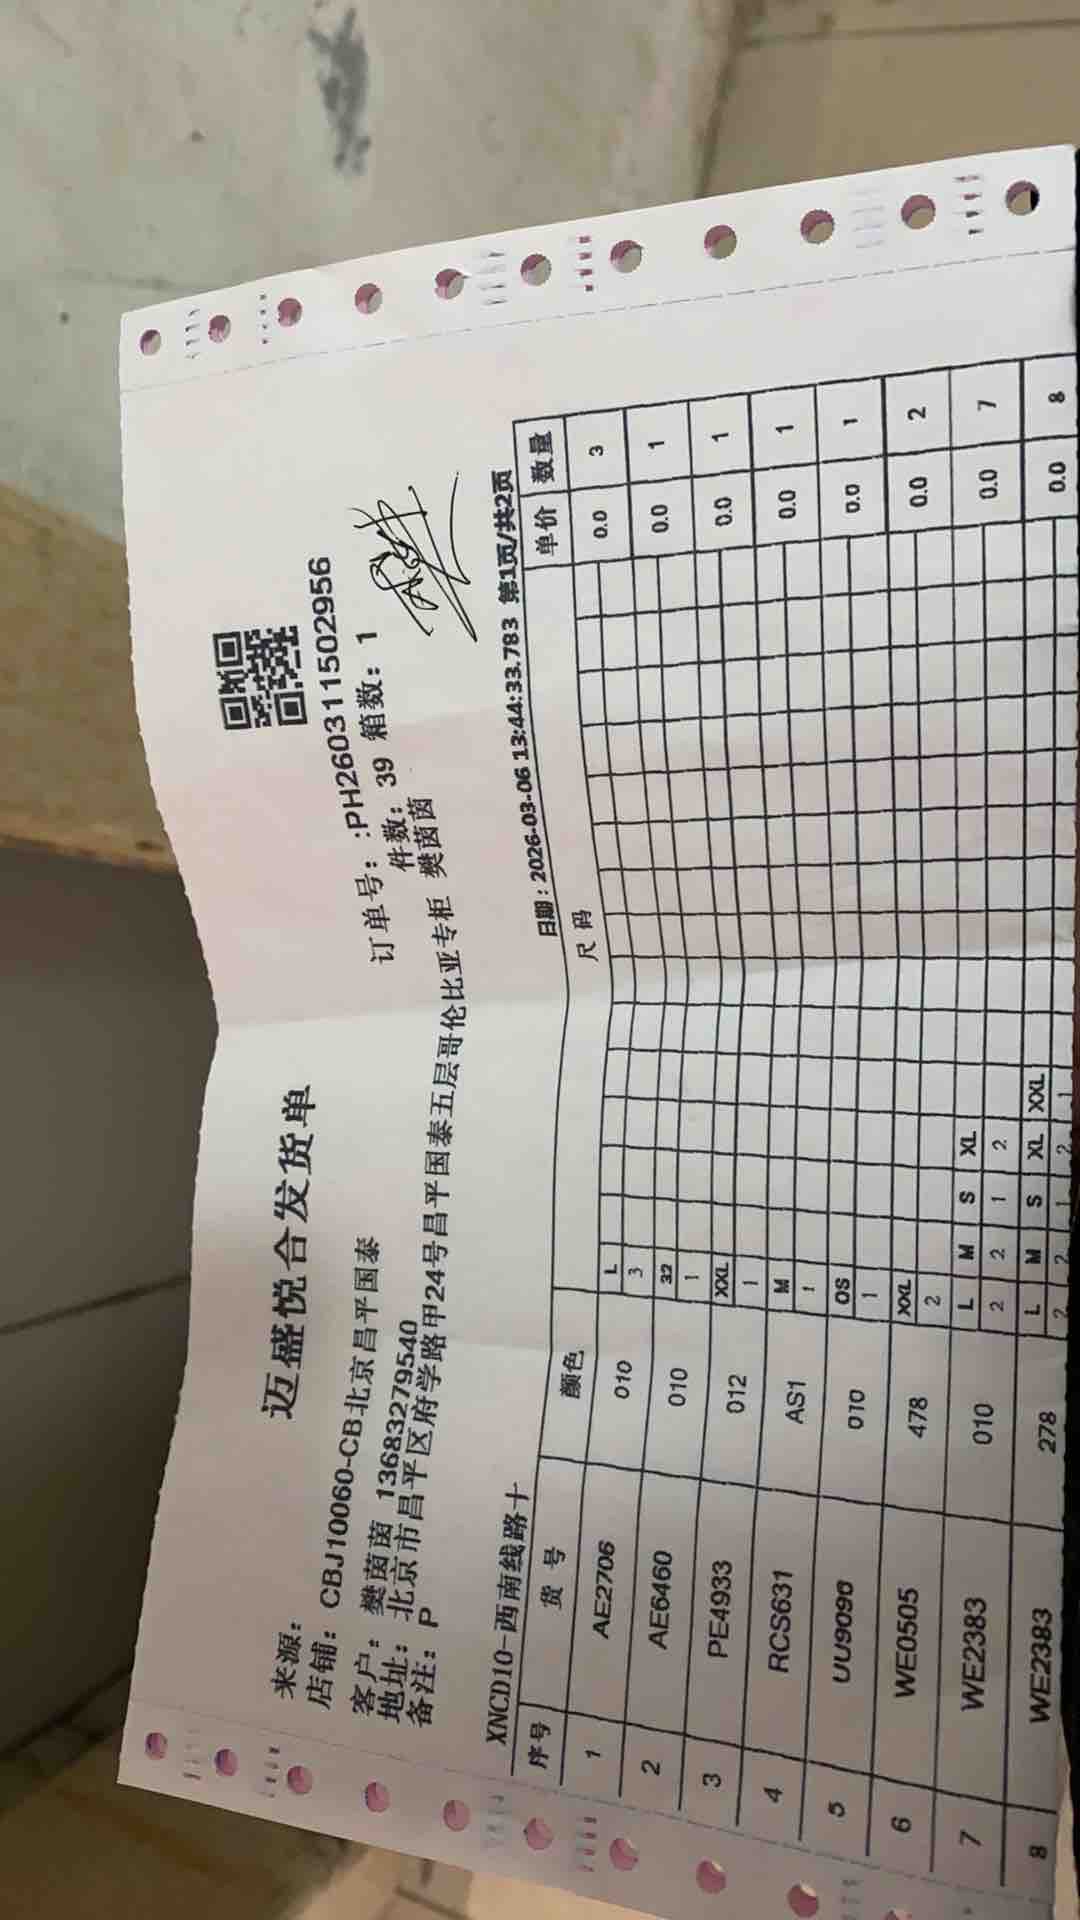 迈盛悦合发货单
来源:
订单号: :PH26031150​2956
店铺: CBJ10060-CB北京昌平国泰
件数: 39 箱数: 1
客户: 樊茵茵 13683279540
地址: 北京市昌平区府学路甲24号昌平国泰五层哥伦比亚专柜 樊茵茵
备注: P
XNCD10-西南线路十
日期: 2026-03-06 13:44:33.783 第1页/共2页
序号 货号 颜色 尺码 单价 数量
1 AE2706 010 L 0.0 3
3
2 AE6460 010 32 0.0 1
1
3 PE4933 012 XXL 0.0 1
1
4 RCS631 AS1 M 0.0 1
1
5 UU9096 010 OS 0.0 1
1
6 WE0505 478 XXL 0.0 2
2
7 WE2383 010 L M S XL 0.0 7
2 2 1 2
8 WE2383 278 L M S XL XXL 0.0 8
2 2 1 2 1